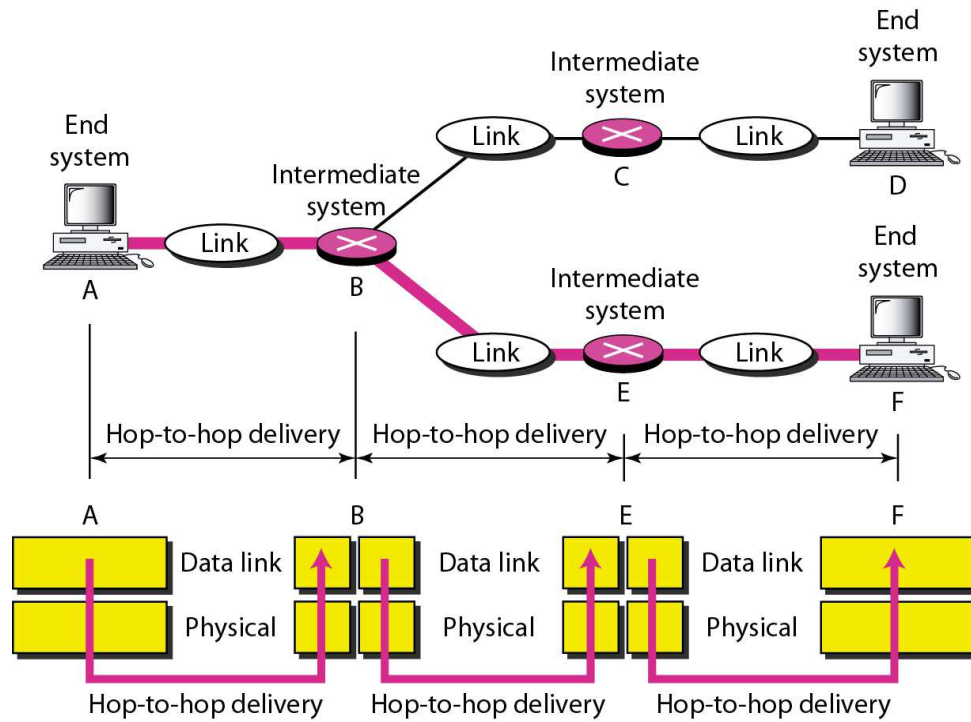 End
system
D
Intermediate
system
C
Link
Link
End
system
A
Link
Intermediate
system
B
End
system
F
Intermediate
system
E
Link
Link
Hop-to-hop delivery
Hop-to-hop delivery
Hop-to-hop delivery
A
B
E
F
Data link
Data link
Data link
Physical
Physical
Physical
Hop-to-hop delivery
Hop-to-hop delivery
Hop-to-hop delivery